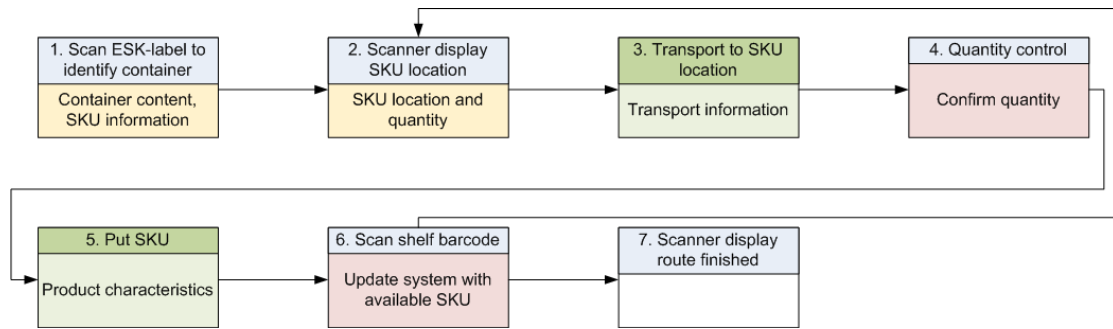 1. Scan ESK-label to
identify container
Container content,
SKU information
2. Scanner display
SKU location
SKU location and
quantity
3. Transport to SKU
location
Transport information
4. Quantity control
Confirm quantity
5. Put SKU
Product characteristics
6. Scan shelf barcode
Update system with
available SKU
7. Scanner display
route finished